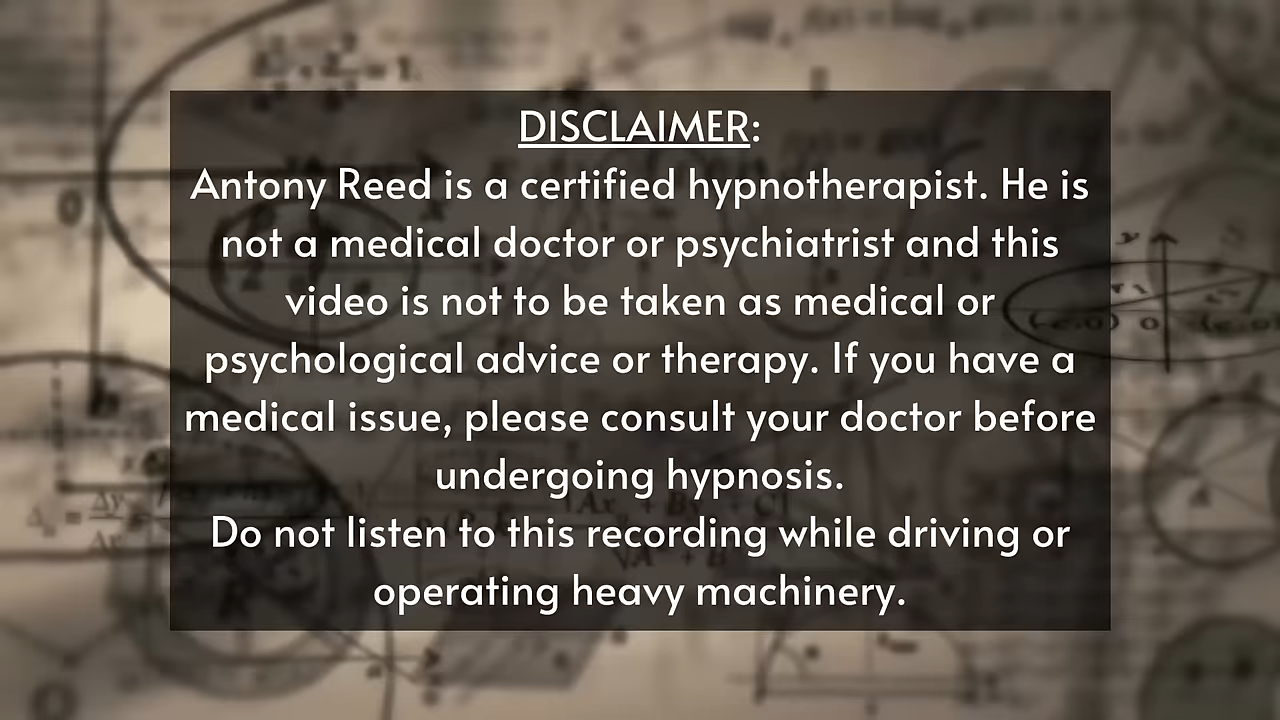 DISCLAIMER:
Antony Reed is a certified hypnotherapist. He is
not a medical doctor or psychiatrist and this
video is not to be taken as medical or
psychological advice or therapy. If you have a
medical issue, please consult your doctor before
undergoing hypnosis.
Do not listen to this recording while driving or
operating heavy machinery.